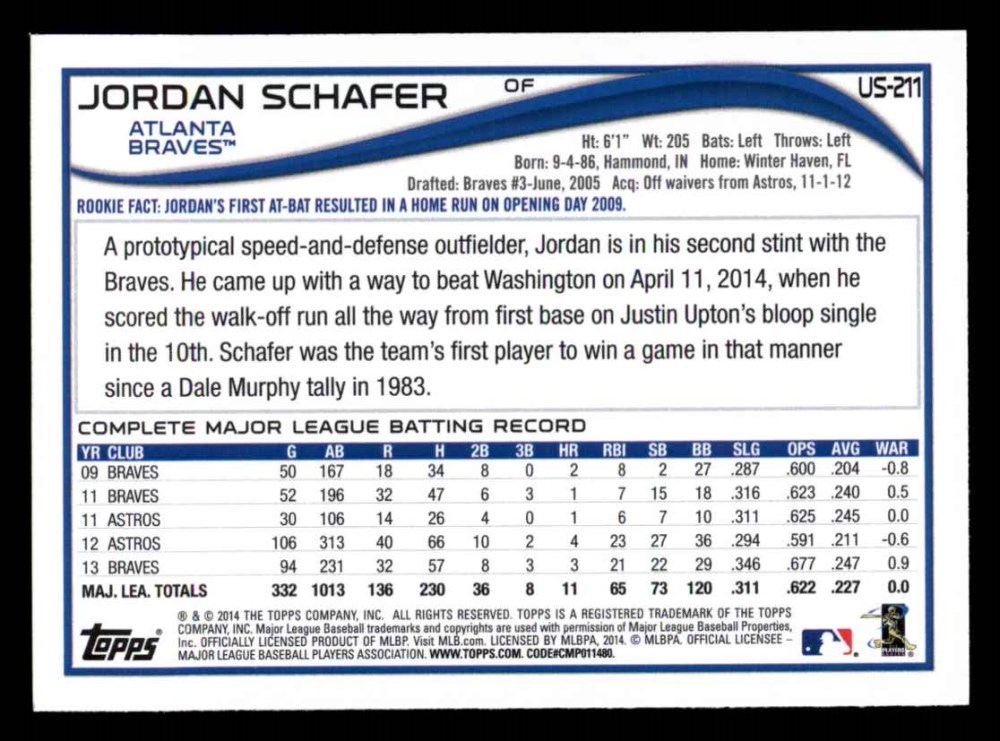 JORDAN SCHAFER OF US-211
ATLANTA
BRAVES™
Ht: 6'1" Wt: 205 Bats: Left Throws: Left
Born: 9-4-86, Hammond, IN Home: Winter Haven, FL
Drafted: Braves #3-June, 2005 Acq: Off waivers from Astros, 11-1-12
ROOKIE FACT: JORDAN'S FIRST AT-BAT RESULTED IN A HOME RUN ON OPENING DAY 2009.
A prototypical speed-and-defense outfielder, Jordan is in his second stint with the
Braves. He came up with a way to beat Washington on April 11, 2014, when he
scored the walk-off run all the way from first base on Justin Upton's bloop single
in the 10th. Schafer was the team's first player to win a game in that manner
since a Dale Murphy tally in 1983.
COMPLETE MAJOR LEAGUE BATTING RECORD
YR CLUB G AB R H 2B 3B HR RBI SB BB SLG OPS AVG WAR
09 BRAVES 50 167 18 34 8 0 2 8 2 27 .287 .600 .204 -0.8
11 BRAVES 52 196 32 47 6 3 1 7 15 18 .316 .623 .240 0.5
11 ASTROS 30 106 14 26 4 0 1 6 7 10 .311 .625 .245 0.0
12 ASTROS 106 313 40 66 10 2 4 23 27 36 .294 .591 .211 -0.6
13 BRAVES 94 231 32 57 8 3 3 21 22 29 .346 .677 .247 0.9
MAJ. LEA. TOTALS 332 1013 136 230 36 8 11 65 73 120 .311 .622 .227 0.0
Topps®
® & © 2014 THE TOPPS COMPANY, INC. ALL RIGHTS RESERVED. TOPPS IS A REGISTERED TRADEMARK OF THE TOPPS
COMPANY, INC. Major League Baseball trademarks and copyrights are used with permission of Major League Baseball Properties,
Inc. OFFICIALLY LICENSED PRODUCT OF MLBP. Visit MLB.com. LICENSED BY MLBPA, 2014. © MLBPA. OFFICIAL LICENSEE –
MAJOR LEAGUE BASEBALL PLAYERS ASSOCIATION. WWW.TOPPS.COM. CODE#CMP011480.
PLAYERS